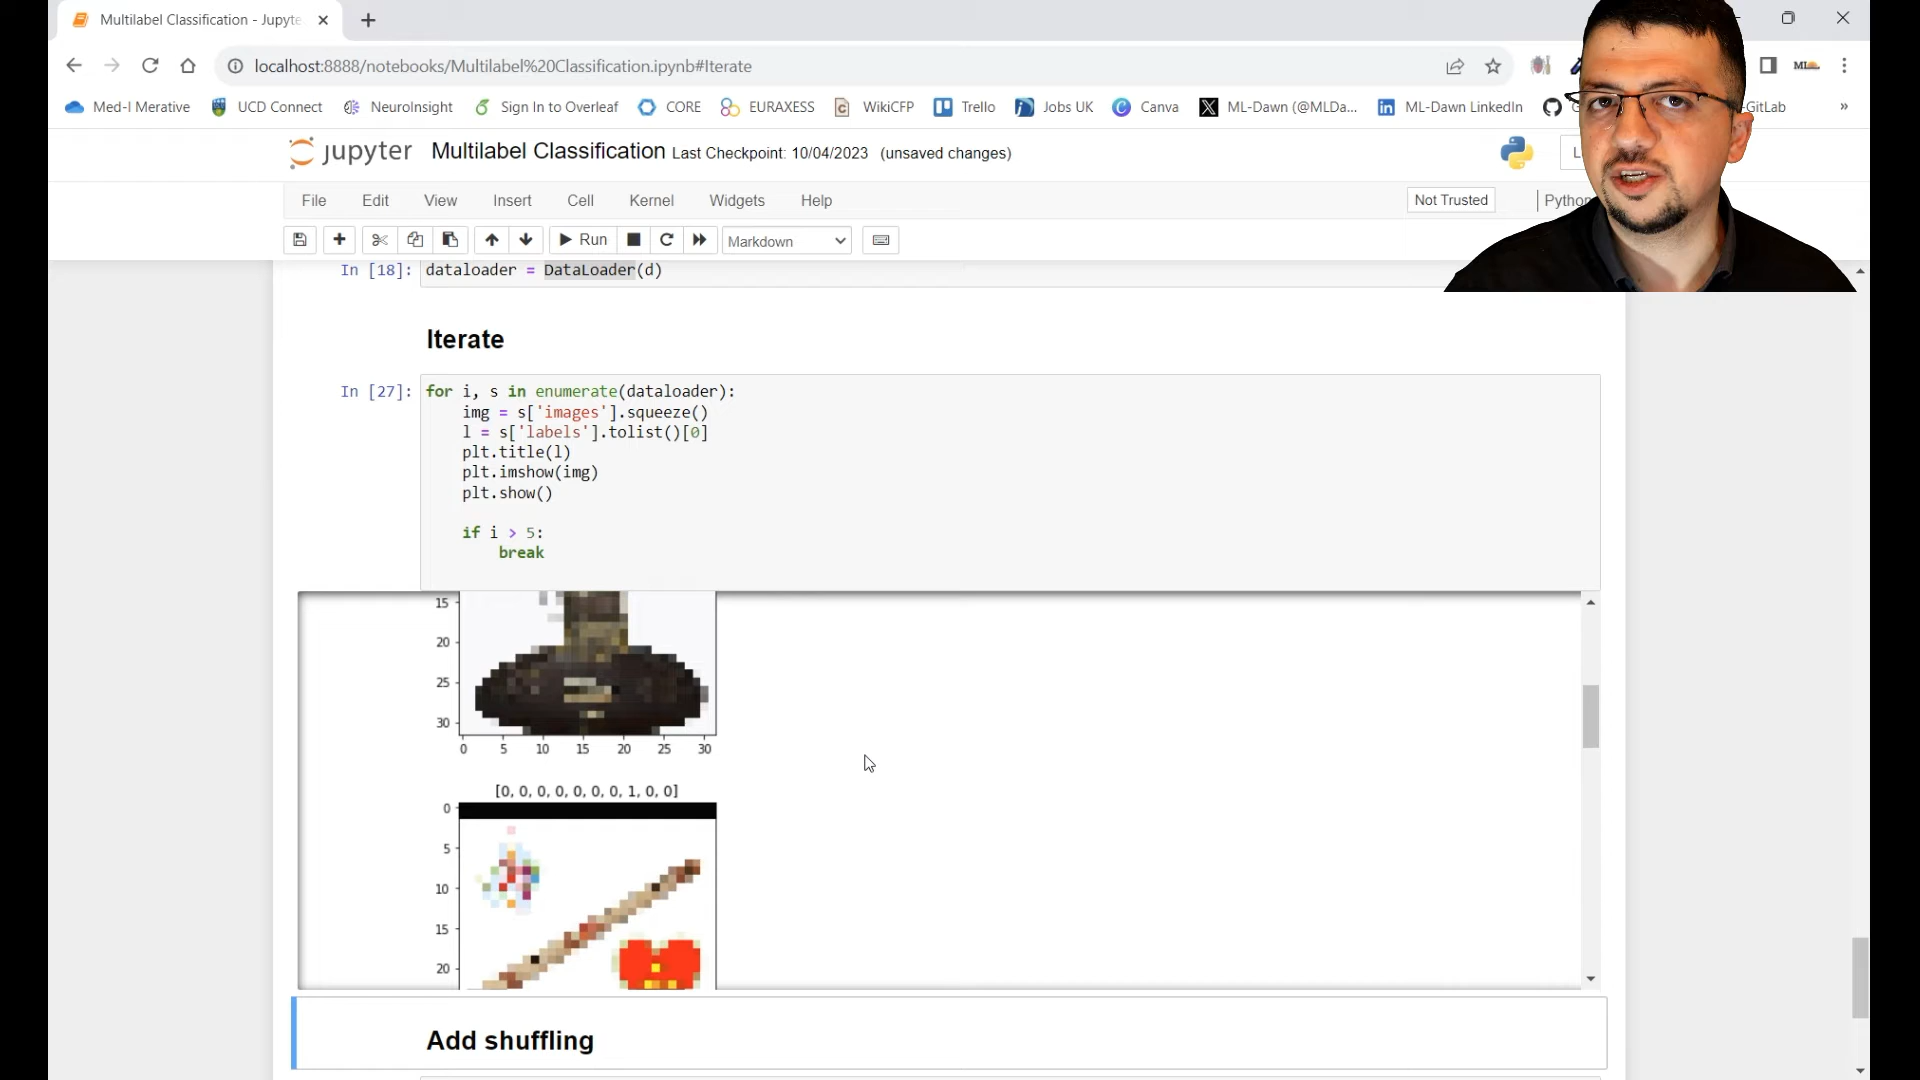 Multilabel Classification - Jupyte
localhost:8888/notebooks/Multilabel%20Classification.ipynb#Iterate
Med-I Merative UCD Connect NeuroInsight Sign In to Overleaf CORE EURAXESS WikiCFP Trello Jobs UK Canva ML-Dawn (@MLDa... ML-Dawn LinkedIn GitLab »
jupyter Multilabel Classification Last Checkpoint: 10/04/2023 (unsaved changes)
File Edit View Insert Cell Kernel Widgets Help Not Trusted Python
Run Markdown
In [18]: dataloader = DataLoader(d)
Iterate
In [27]: for i, s in enumerate(dataloader):
img = s['images'].squeeze()
l = s['labels'].tolist()[0]
plt.title(l)
plt.imshow(img)
plt.show()
if i > 5:
break
15
20
25
30
0 5 10 15 20 25 30
[0, 0, 0, 0, 0, 0, 0, 1, 0, 0]
0
5
10
15
20
Add shuffling